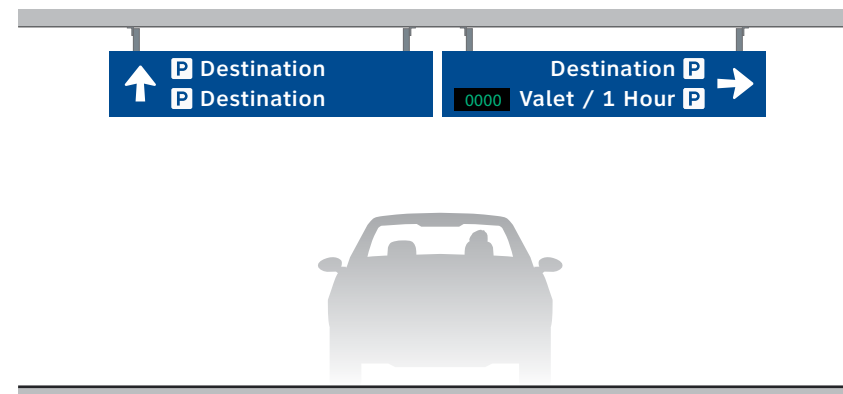 P Destination
P Destination
Destination P
0000 Valet / 1 Hour P